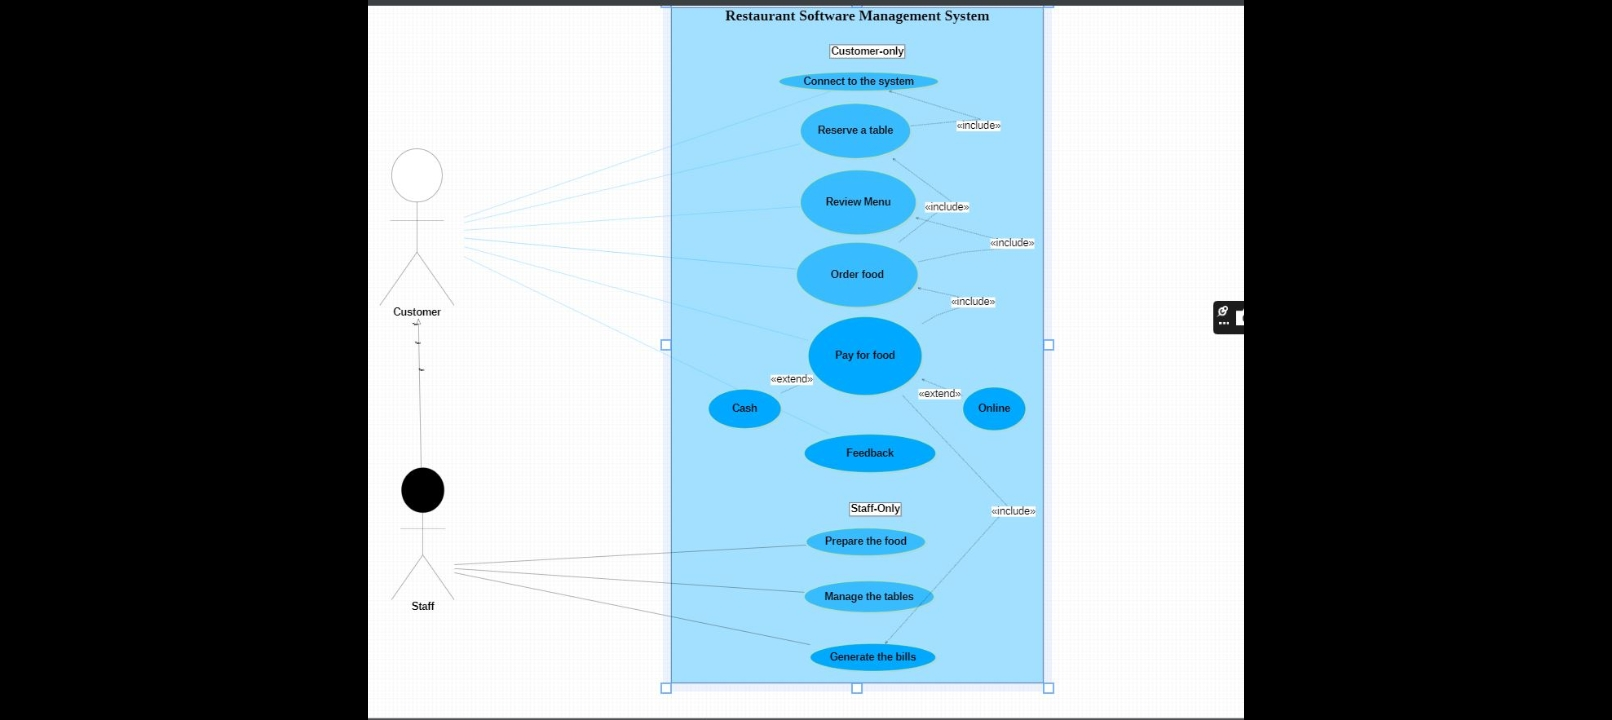 Restaurant Software Management System
Customer-only
Connect to the system
Reserve a table
«include»
Review Menu
«include»
«include»
Order food
«include»
Customer
Pay for food
«extend»
«extend»
Cash
Online
Feedback
Staff-Only
«include»
Prepare the food
Manage the tables
Staff
Generate the bills